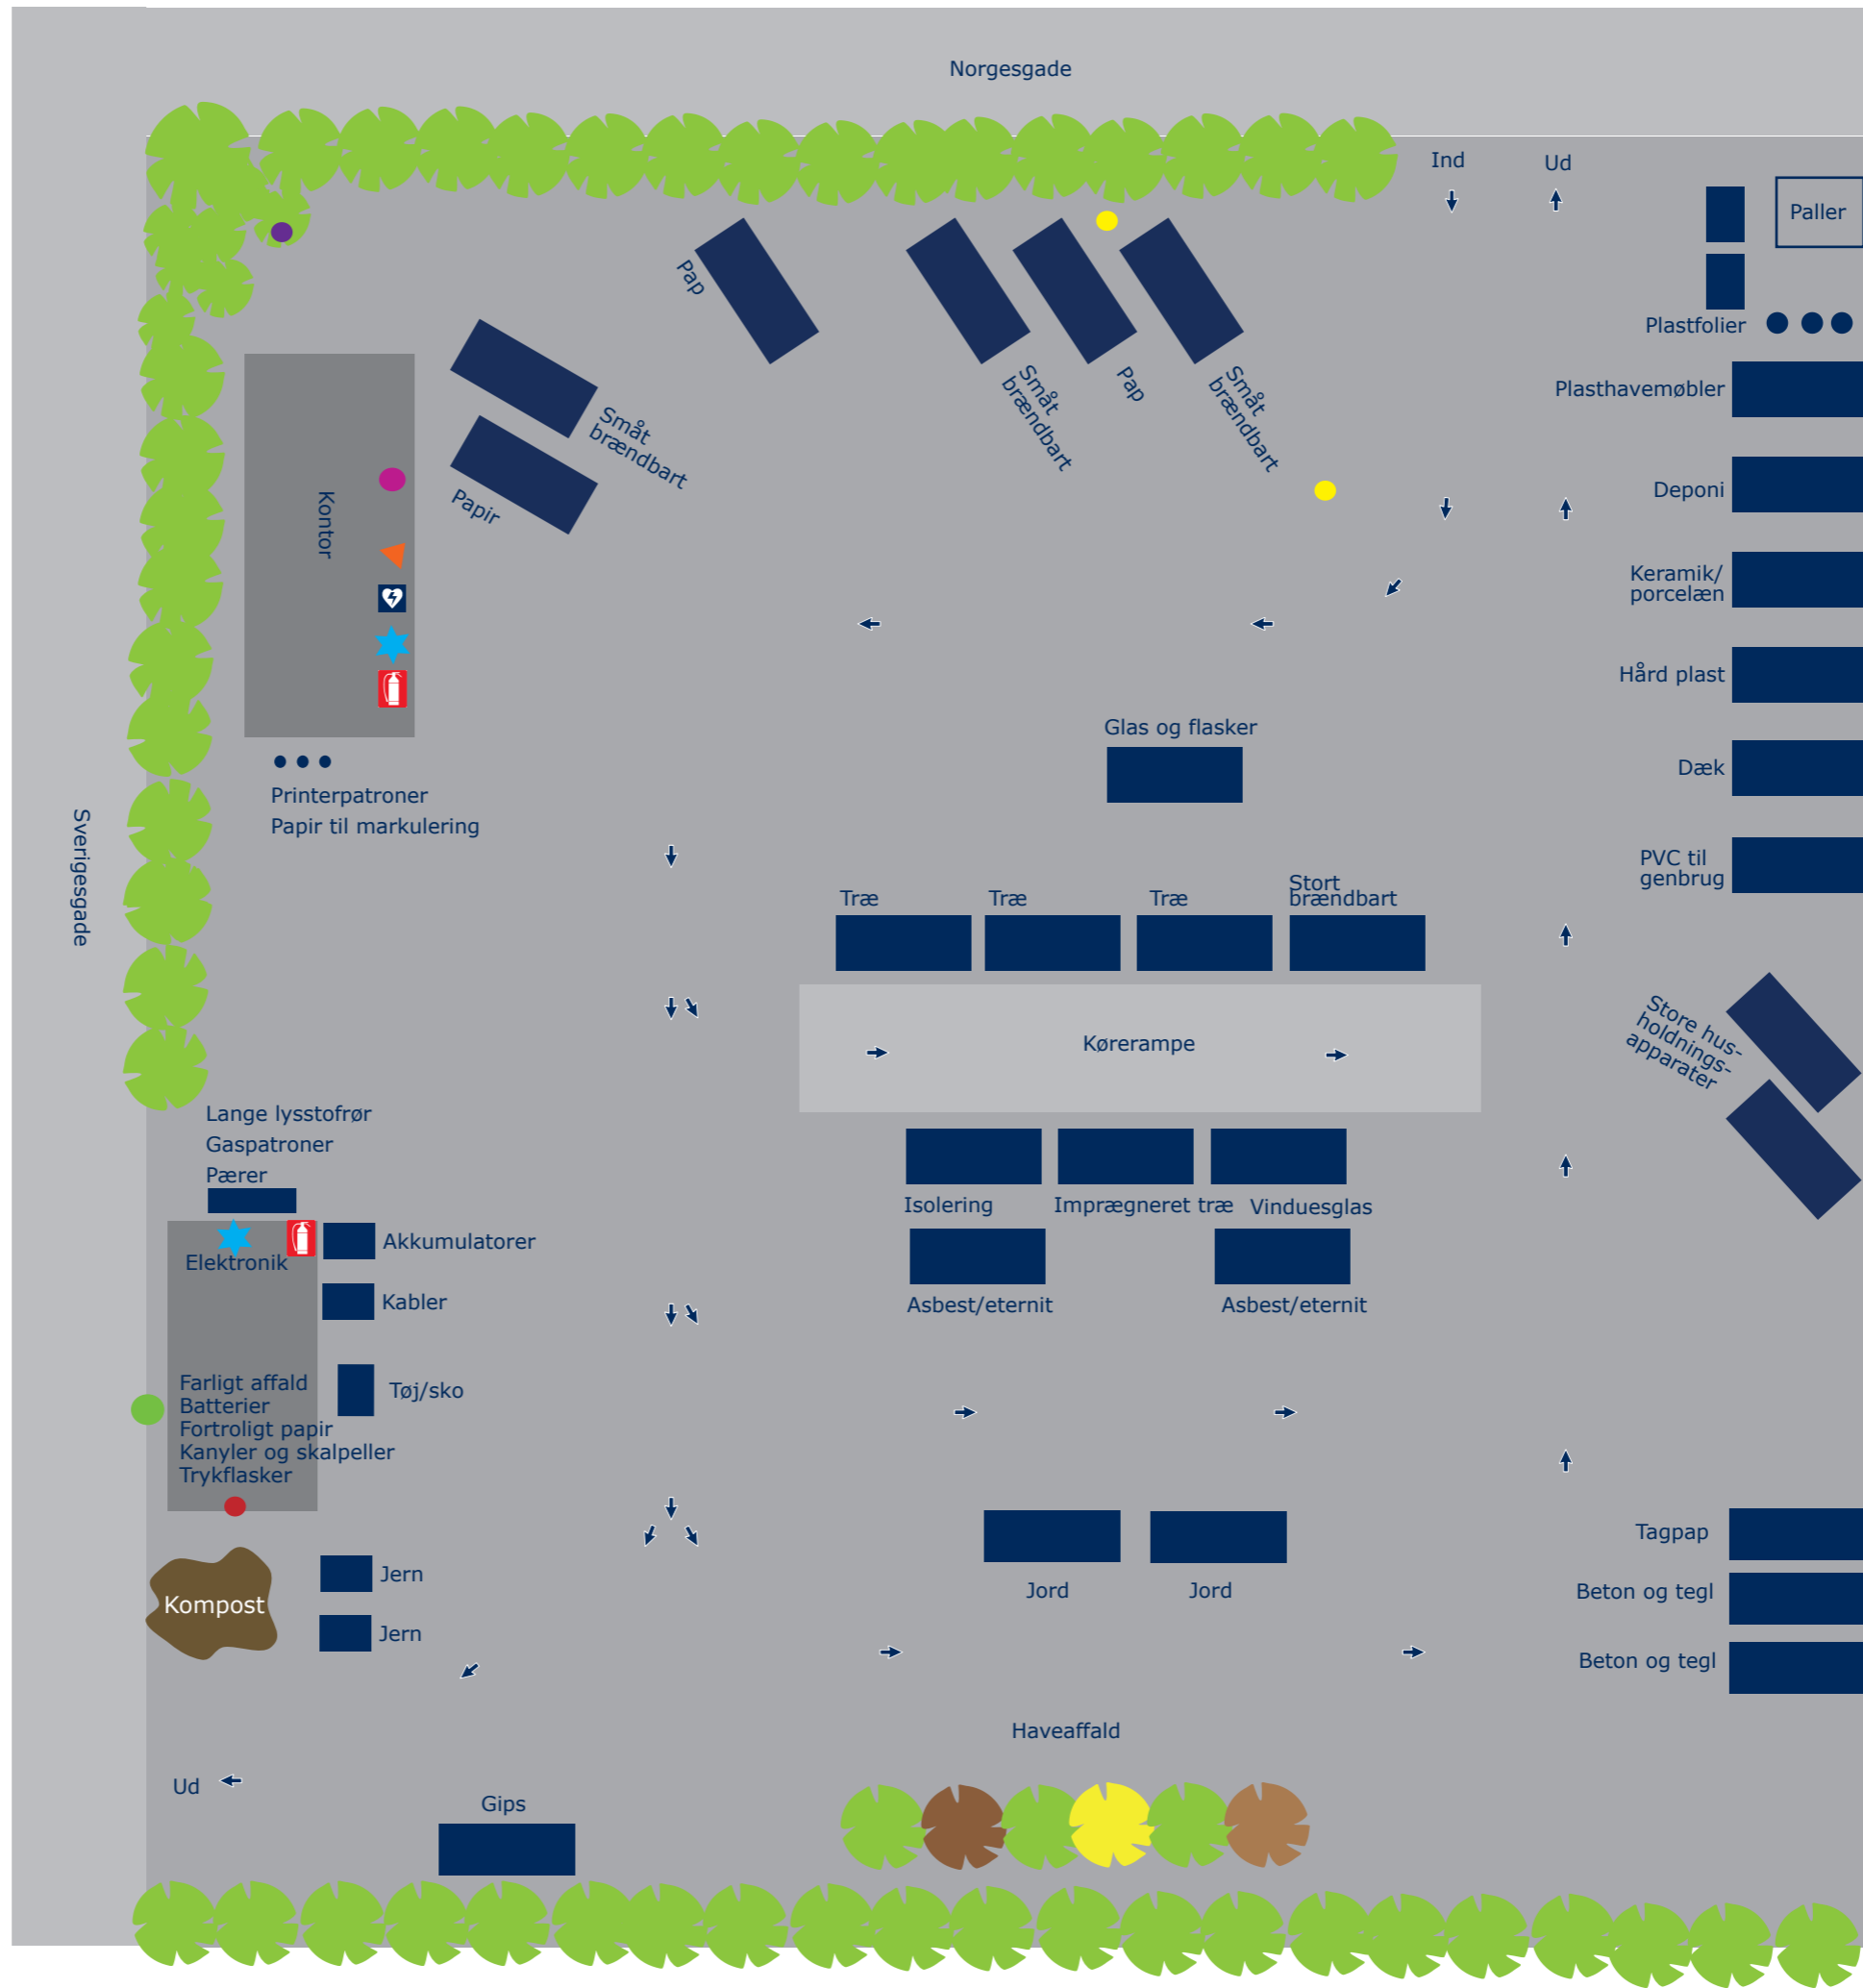 Norgesgade
Ind
Ud
Paller
Plastfolier
Pap
Småt
brændbart
Pap
Småt
brændbart
Småt
brændbart
Papir
Kontor
Plasthavemøbler
Deponi
Keramik/
porcelæn
Hård plast
Dæk
PVC til
genbrug
Glas og flasker
Printerpatroner
Papir til markulering
Sverigesgade
Træ
Træ
Træ
Stort
brændbart
Kørerampe
Store hus-
holdnings-
apparater
Lange lysstofrør
Gaspatroner
Pærer
Isolering
Imprægneret træ
Vinduesglas
Elektronik
Akkumulatorer
Kabler
Asbest/eternit
Asbest/eternit
Farligt affald
Batterier
Fortroligt papir
Kanyler og skalpeller
Trykflasker
Tøj/sko
Kompost
Jern
Jern
Jord
Jord
Tagpap
Beton og tegl
Beton og tegl
Haveaffald
Ud
Gips